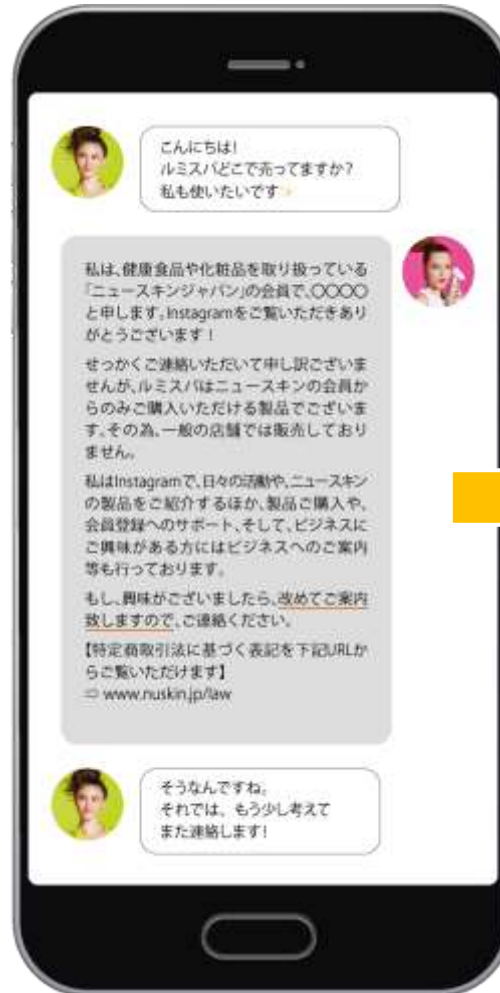 こんにちは!
ルミスパどこで売ってますか?
私も使いたいです✨
私は、健康食品や化粧品を取り扱っている
「ニュースキンジャパン」の会員で、〇〇〇〇
と申します。Instagramをご覧いただきあり
がとうございます!
せっかくご連絡いただいて申し訳ございま
せんが、ルミスパはニュースキンの会員か
らのみご購入いただける製品でございま
す。その為、一般の店舗では販売しており
ません。
私はInstagramで、日々の活動や、ニュースキン
の製品をご紹介するほか、製品ご購入や、
会員登録へのサポート、そして、ビジネスに
ご興味がある方にはビジネスへのご案内
等も行っております。
もし、興味がございましたら、改めてご案内
致しますので、ご連絡ください。
【特定商取引法に基づく表記を下記URLか
らご覧いただけます】
⇨ www.nuskin.jp/law
そうなんですね。
それでは、もう少し考えて
また連絡します!